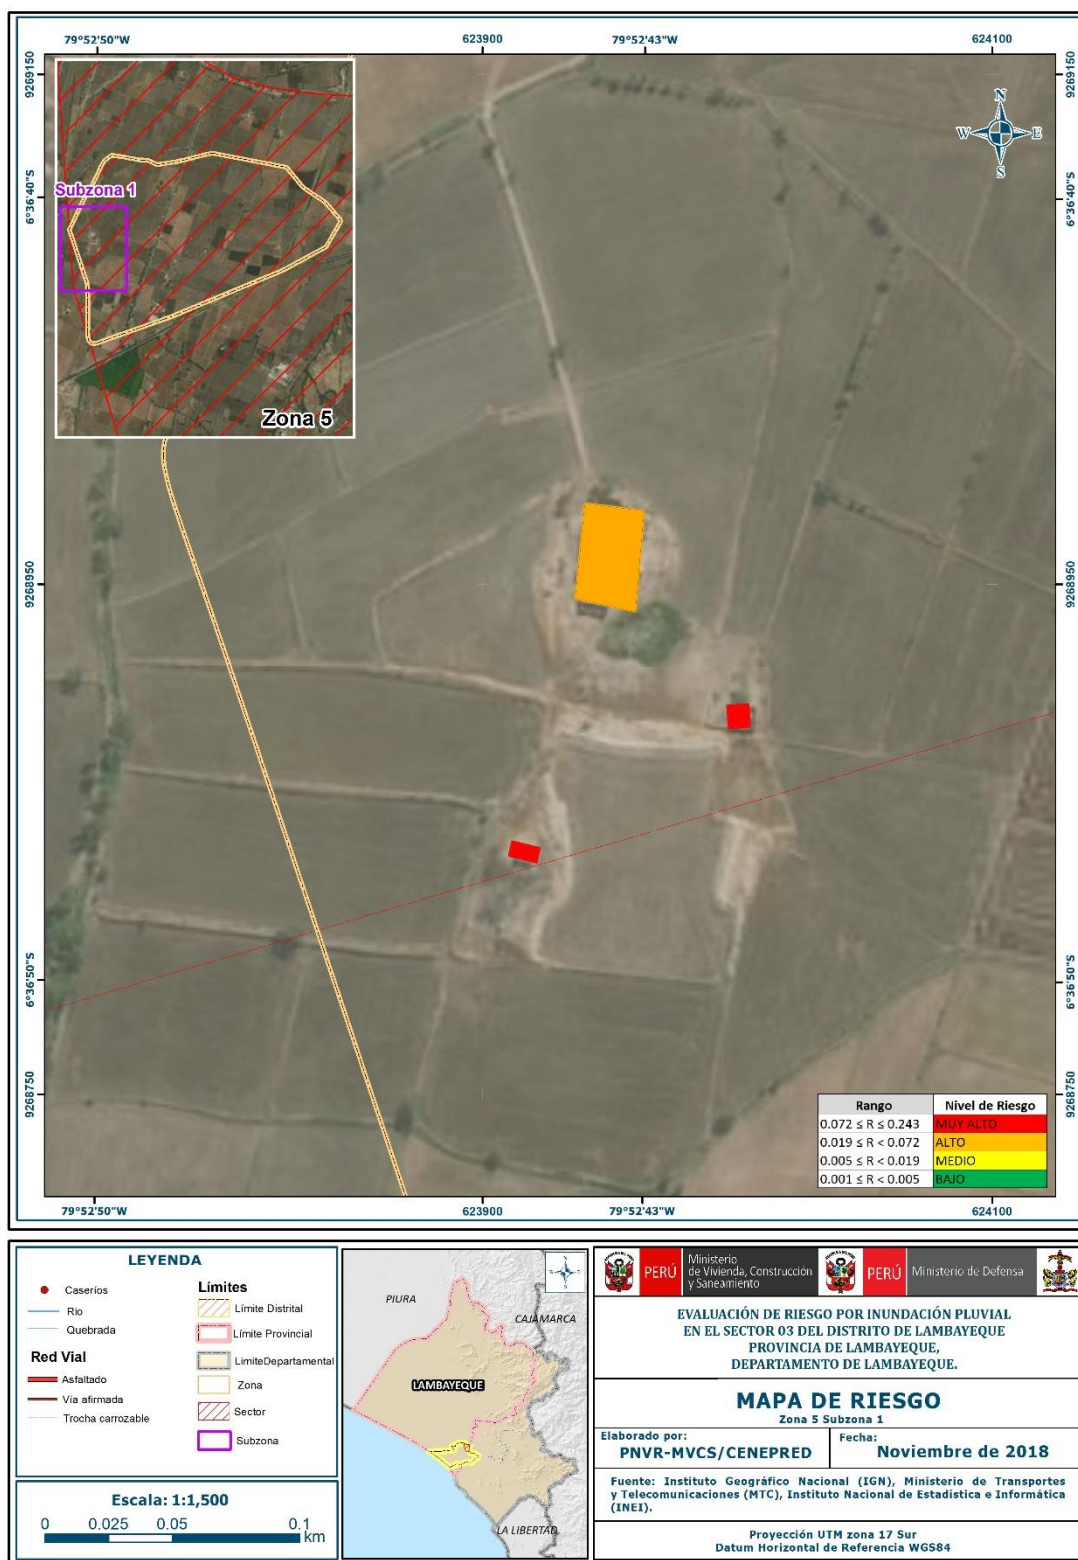 79°52'50"W
623900
79°52'43"W
624100
9269150
9269150
Subzona 1
Zona 5
N
W
E
S
6°36'40"S
6°36'40"S
9268950
9268950
6°36'50"S
6°36'50"S
9268750
9268750
Rango Nivel de Riesgo
0.072 ≤ R ≤ 0.243 MUY ALTO
0.019 ≤ R < 0.072 ALTO
0.005 ≤ R < 0.019 MEDIO
0.001 ≤ R < 0.005 BAJO
79°52'50"W
623900
79°52'43"W
624100
LEYENDA
Caseríos
Rio
Quebrada
Red Vial
Asfaltado
Vía afirmada
Trocha carrozable
Límites
Límite Distrital
Límite Provincial
LimiteDepartamental
Zona
Sector
Subzona
Escala: 1:1,500
0 0.025 0.05 0.1
km
PIURA
CAJAMARCA
LAMBAYEQUE
LA LIBERTAD
PERÚ
Ministerio
de Vivienda, Construcción
y Saneamiento
PERÚ
Ministerio de Defensa
EVALUACIÓN DE RIESGO POR INUNDACIÓN PLUVIAL
EN EL SECTOR 03 DEL DISTRITO DE LAMBAYEQUE
PROVINCIA DE LAMBAYEQUE,
DEPARTAMENTO DE LAMBAYEQUE.
MAPA DE RIESGO
Zona 5 Subzona 1
Elaborado por:
PNVR-MVCS/CENEPRED
Fecha:
Noviembre de 2018
Fuente: Instituto Geográfico Nacional (IGN), Ministerio de Transportes
y Telecomunicaciones (MTC), Instituto Nacional de Estadística e Informática
(INEI).
Proyección UTM zona 17 Sur
Datum Horizontal de Referencia WGS84